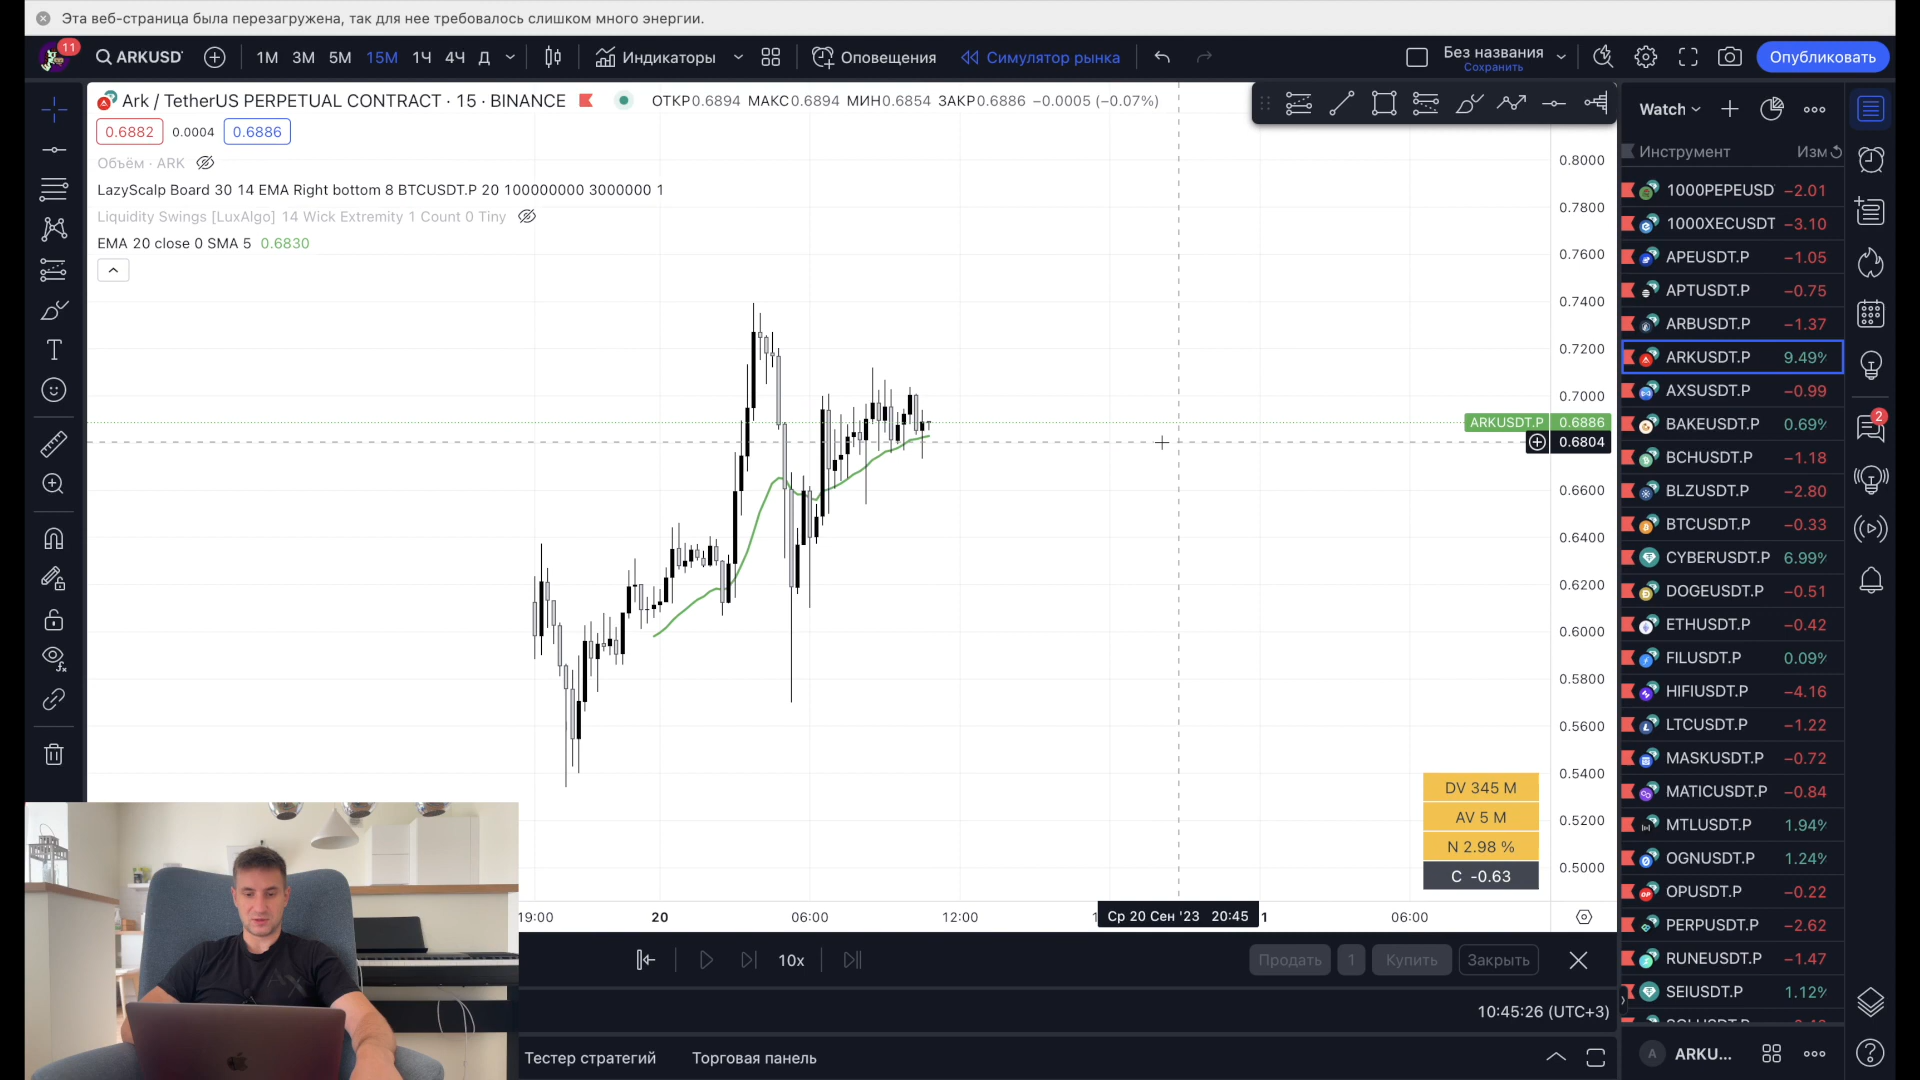 Эта веб-страница была перезагружена, так для нее требовалось слишком много энергии.
11
ARKUSD
1М 3М 5М 15М 1Ч 4Ч Д
Индикаторы
Оповещения
Симулятор рынка
Без названия
Сохранить
Опубликовать
Ark / TetherUS PERPETUAL CONTRACT · 15 · BINANCE
ОТКР0.6894 МАКС0.6894 МИН0.6854 ЗАКР0.6886 −0.0005 (−0.07%)
0.6882 0.0004 0.6886
Объём · ARK
LazyScalp Board 30 14 EMA Right bottom 8 BTCUSDT.P 20 100000000 3000000 1
Liquidity Swings [LuxAlgo] 14 Wick Extremity 1 Count 0 Tiny
EMA 20 close 0 SMA 5 0.6830
0.8000
0.7800
0.7600
0.7400
0.7200
0.7000
ARKUSDT.P 0.6886
0.6804
0.6600
0.6400
0.6200
0.6000
0.5800
0.5600
0.5400
0.5200
0.5000
DV 345 M
AV 5 M
N 2.98 %
C -0.63
19:00 20 06:00 12:00 Ср 20 Сен '23 20:45 1 06:00
Watch
Инструмент Изм
1000PEPEUSD −2.01
1000XECUSDT −3.10
APEUSDT.P −1.05
APTUSDT.P −0.75
ARBUSDT.P −1.37
ARKUSDT.P 9.49%
AXSUSDT.P −0.99
BAKEUSDT.P 0.69%
BCHUSDT.P −1.18
BLZUSDT.P −2.80
BTCUSDT.P −0.33
CYBERUSDT.P 6.99%
DOGEUSDT.P −0.51
ETHUSDT.P −0.42
FILUSDT.P 0.09%
HIFIUSDT.P −4.16
LTCUSDT.P −1.22
MASKUSDT.P −0.72
MATICUSDT.P −0.84
MTLUSDT.P 1.94%
OGNUSDT.P 1.24%
OPUSDT.P −0.22
PERPUSDT.P −2.62
RUNEUSDT.P −1.47
SEIUSDT.P 1.12%
2
10x
Продать 1 Купить Закрыть
10:45:26 (UTC+3)
Тестер стратегий Торговая панель
A ARKU...